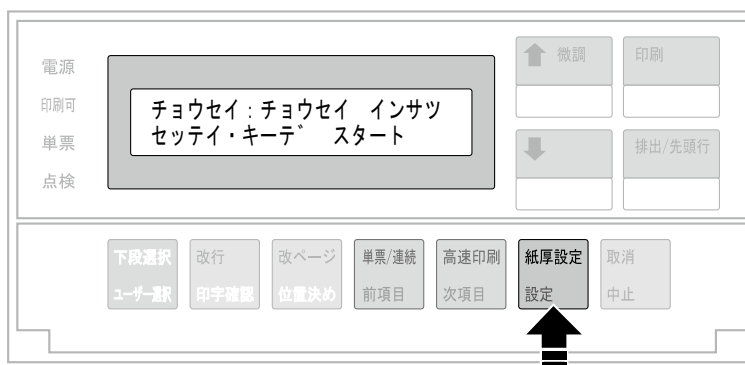 電源
印刷可
単票
点検
チョウセイ：チョウセイ　インサツ
セッテイ・キーデ゛　スタート
微調
印刷
排出/先頭行
下段選択
ユーザー選択
改行
印字確認
改ページ
位置決め
単票/連続
前項目
高速印刷
次項目
紙厚設定
設定
取消
中止